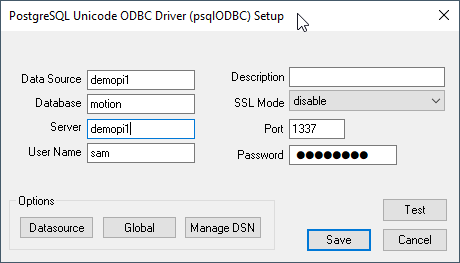 PostgreSQL Unicode ODBC Driver (psqlODBC) Setup
Data Source demopi1 Description
Database motion SSL Mode disable
Server demopi1 Port 1337
User Name sam Password ●●●●●●●●
Options
Datasource Global Manage DSN
Test
Save Cancel